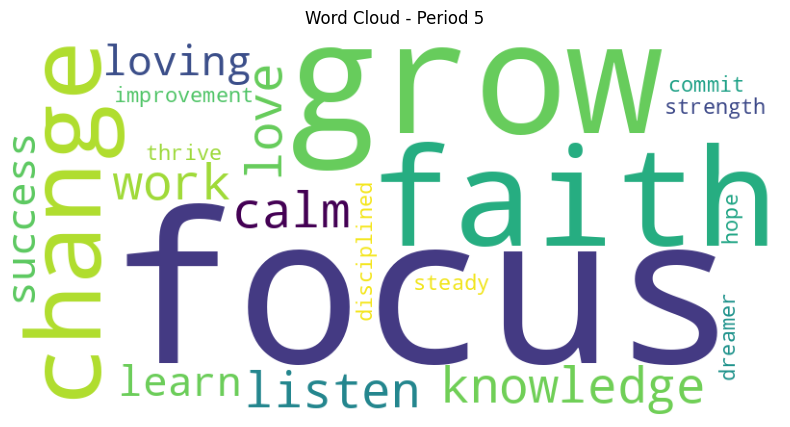 Word Cloud - Period 5
loving
grow
change
improvement
love
commit
strength
thrive
work
success
calm
faith
disciplined
hope
focus
steady
dreamer
learn
listen
knowledge